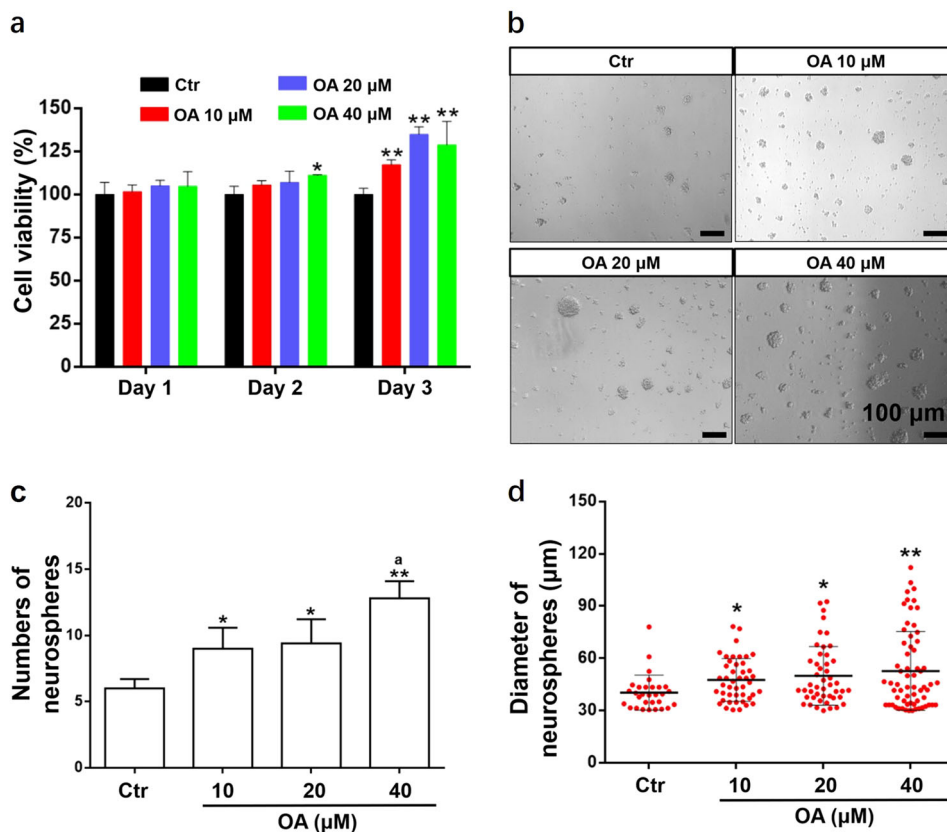 a
Ctr
OA 20 µM
OA 10 µM
OA 40 µM
Cell viability (%)
150
125
100
75
50
25
0
**
**
**
*
Day 1
Day 2
Day 3
b
Ctr
OA 10 µM
OA 20 µM
OA 40 µM
100 µm
c
Numbers of
neurospheres
20
15
10
5
0
*
*
a
**
Ctr
10
20
40
OA (µM)
d
Diameter of
neurospheres (µm)
150
120
90
60
30
0
*
*
**
Ctr
10
20
40
OA (µM)